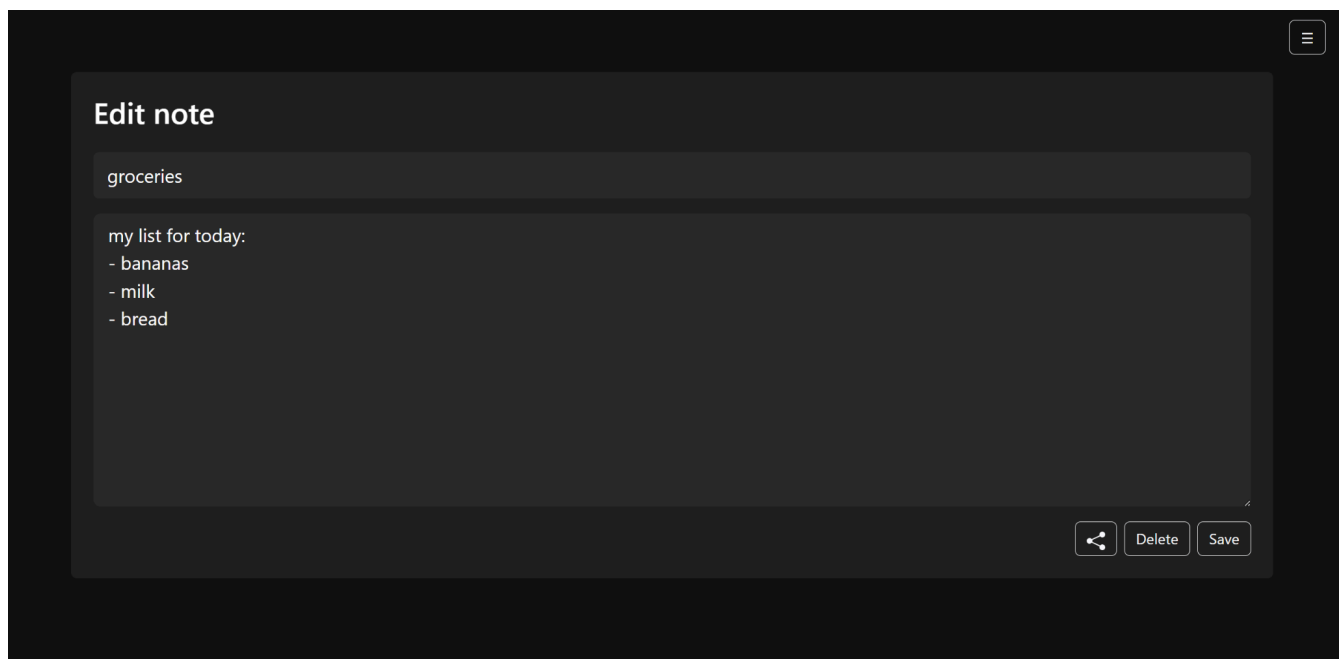 Edit note
groceries
my list for today:
- bananas
- milk
- bread
Delete
Save